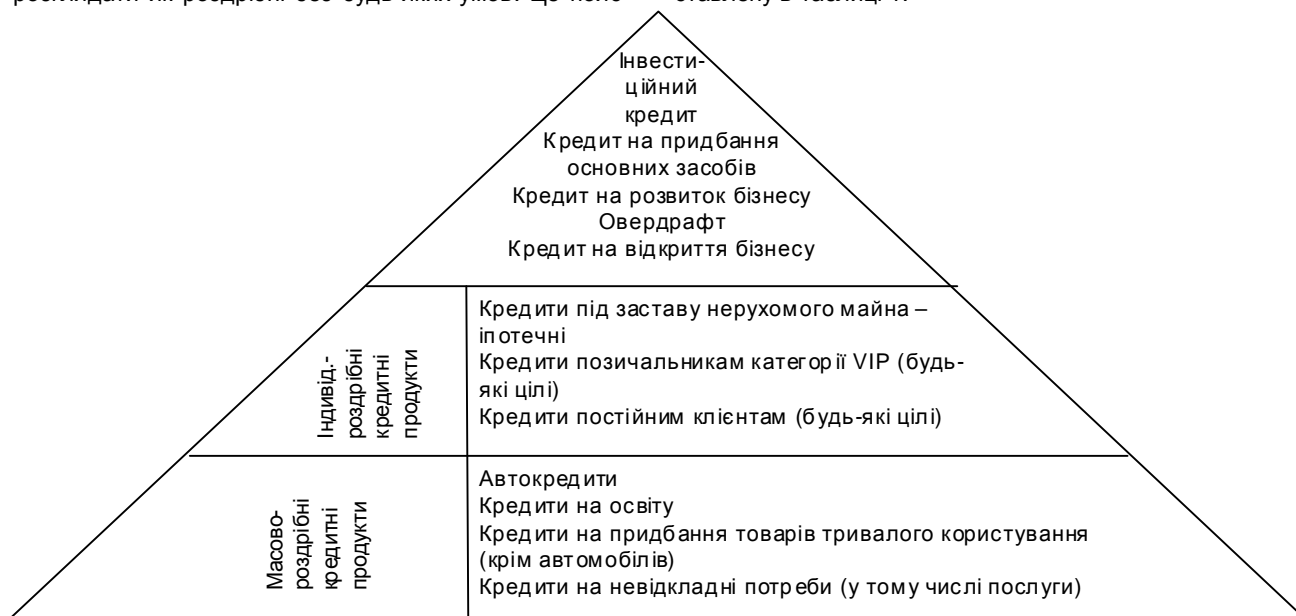 Інвести-
ційний
кредит
Кредит на придбання
основних засобів
Кредит на розвиток бізнесу
Овердрафт
Кредит на відкриття бізнесу
Індивід.-
роздрібні
кредитні
продукти
Кредити під заставу нерухомого майна –
іпотечні
Кредити позичальникам категорії VIP (будь-
які цілі)
Кредити постійним клієнтам (будь-які цілі)
Масово-
роздрібні
кредитні
продукти
Автокредити
Кредити на освіту
Кредити на придбання товарів тривалого користування
(крім автомобілів)
Кредити на невідкладні потреби (у тому числі послуги)